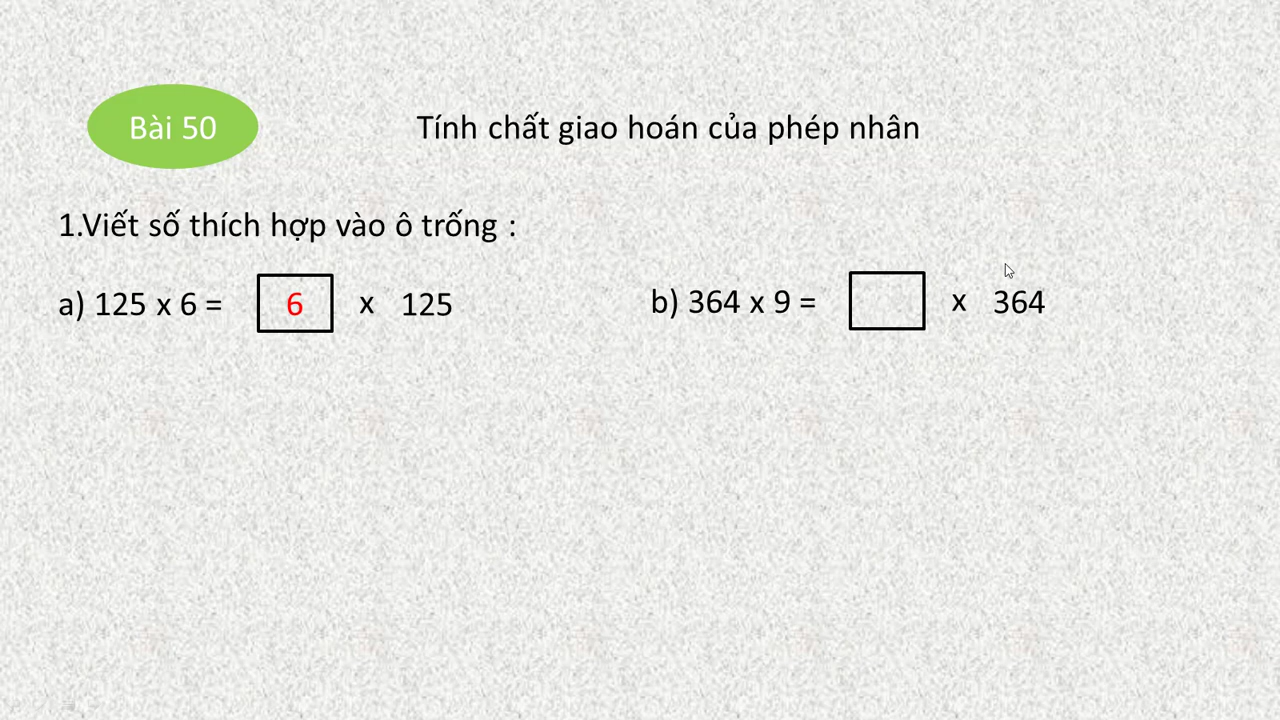 Bài 50
Tính chất giao hoán của phép nhân
1.Viết số thích hợp vào ô trống :
a) 125 x 6 = 6 x 125
b) 364 x 9 = x 364